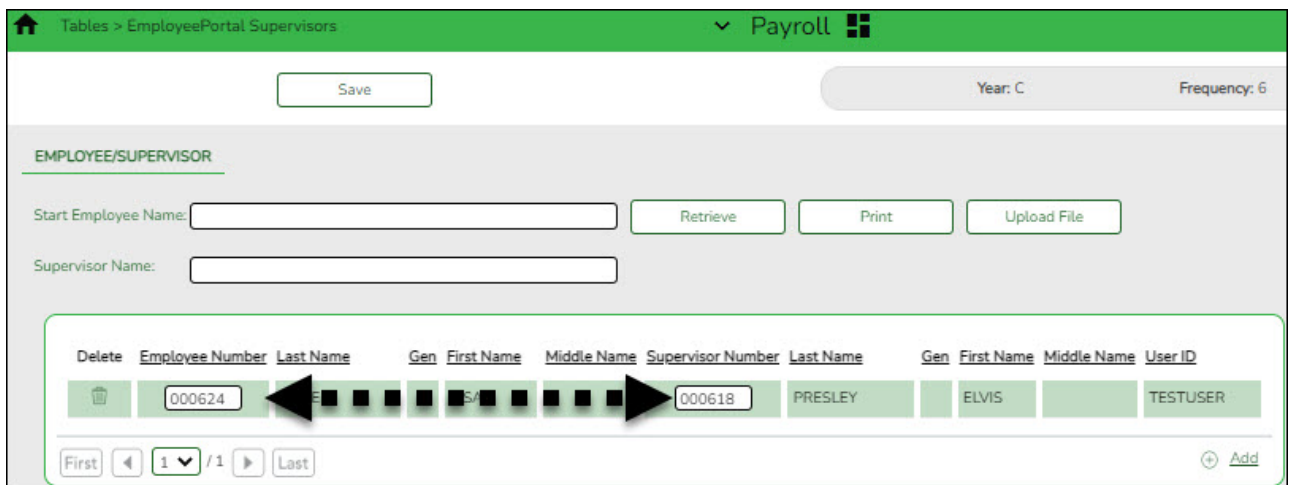 Tables > EmployeePortal Supervisors
Payroll
Save
Year: C
Frequency: 6
EMPLOYEE/SUPERVISOR
Start Employee Name:
Retrieve
Print
Upload File
Supervisor Name:
Delete Employee Number Last Name Gen First Name Middle Name Supervisor Number Last Name Gen First Name Middle Name User ID
000624 000618 PRESLEY ELVIS TESTUSER
First 1 / 1 Last
Add